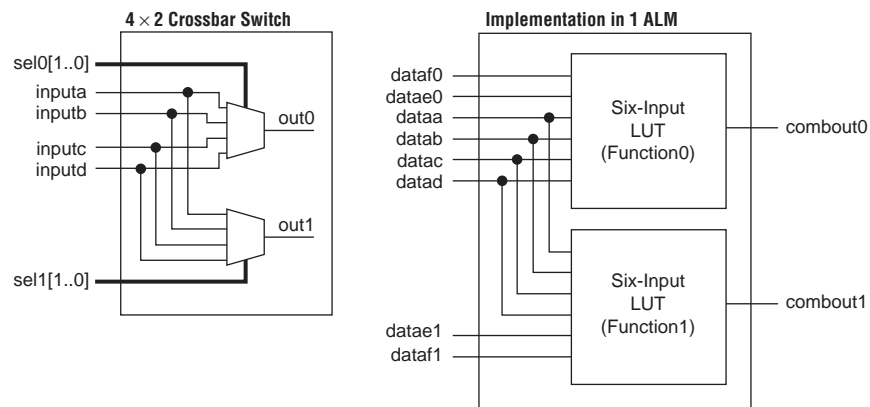 4 × 2 Crossbar Switch
sel0[1..0]
inputa
inputb
inputc
inputd
out0
out1
sel1[1..0]
Implementation in 1 ALM
dataf0
datae0
dataa
datab
datac
datad
Six-Input
LUT
(Function0)
combout0
Six-Input
LUT
(Function1)
combout1
datae1
dataf1